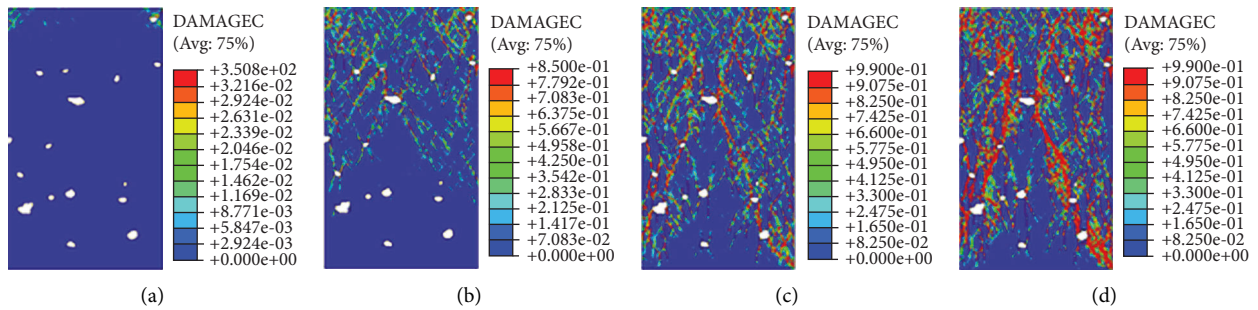 DAMAGEC
(Avg: 75%)
+3.508e+02
+3.216e-02
+2.924e-02
+2.631e-02
+2.339e-02
+2.046e-02
+1.754e-02
+1.462e-02
+1.169e-02
+8.771e-03
+5.847e-03
+2.924e-03
+0.000e+00
(a)
DAMAGEC
(Avg: 75%)
+8.500e-01
+7.792e-01
+7.083e-01
+6.375e-01
+5.667e-01
+4.958e-01
+4.250e-01
+3.542e-01
+2.833e-01
+2.125e-01
+1.417e-01
+7.083e-02
+0.000e+00
(b)
DAMAGEC
(Avg: 75%)
+9.900e-01
+9.075e-01
+8.250e-01
+7.425e-01
+6.600e-01
+5.775e-01
+4.950e-01
+4.125e-01
+3.300e-01
+2.475e-01
+1.650e-01
+8.250e-02
+0.000e+00
(c)
DAMAGEC
(Avg: 75%)
+9.900e-01
+9.075e-01
+8.250e-01
+7.425e-01
+6.600e-01
+5.775e-01
+4.950e-01
+4.125e-01
+3.300e-01
+2.475e-01
+1.650e-01
+8.250e-02
+0.000e+00
(d)